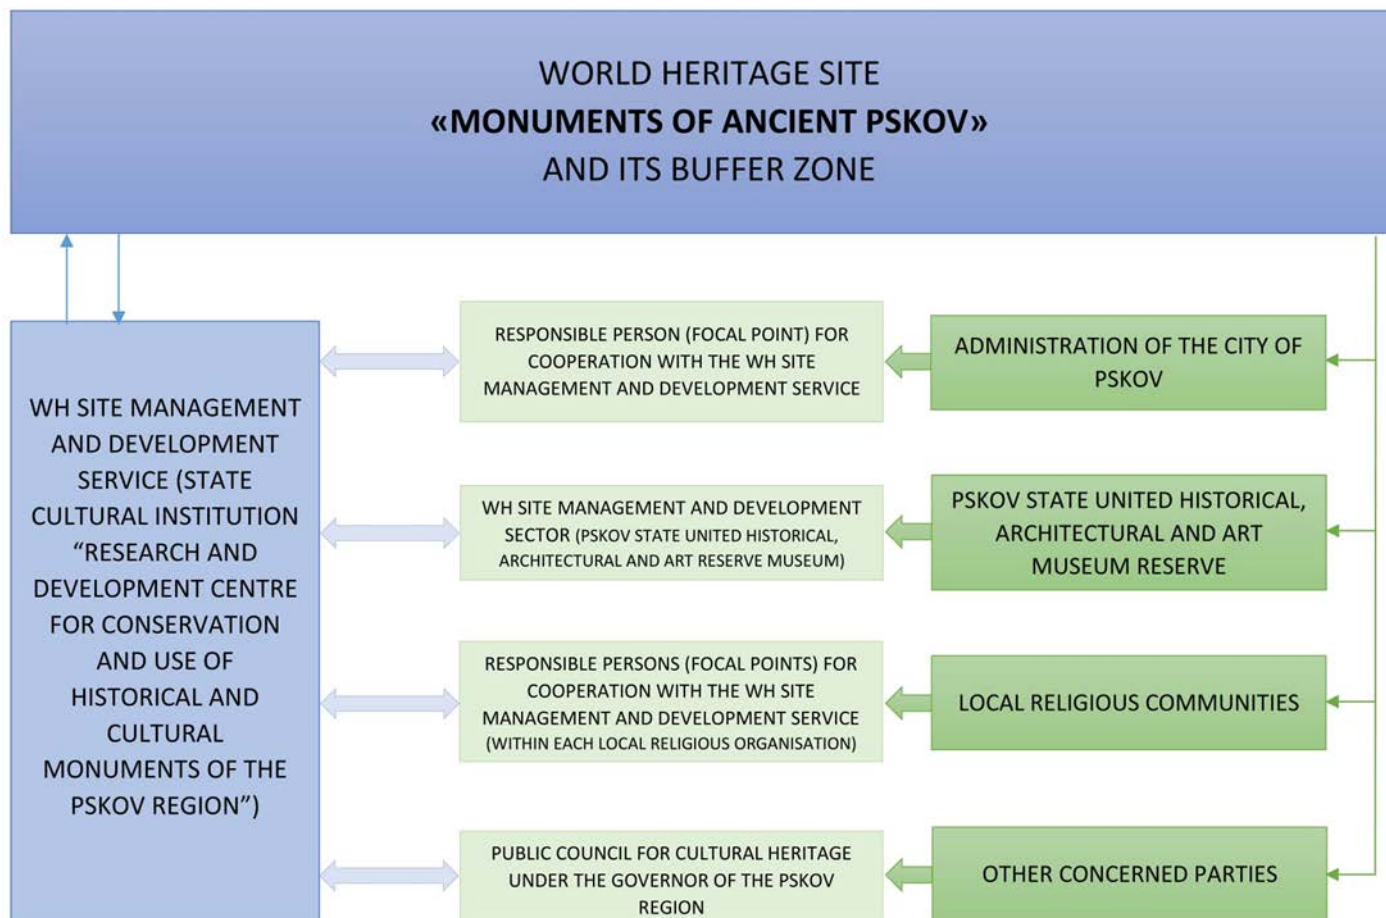 WORLD HERITAGE SITE
«MONUMENTS OF ANCIENT PSKOV»
AND ITS BUFFER ZONE
WH SITE MANAGEMENT
AND DEVELOPMENT
SERVICE (STATE
CULTURAL INSTITUTION
“RESEARCH AND
DEVELOPMENT CENTRE
FOR CONSERVATION
AND USE OF
HISTORICAL AND
CULTURAL
MONUMENTS OF THE
PSKOV REGION”)
RESPONSIBLE PERSON (FOCAL POINT) FOR
COOPERATION WITH THE WH SITE
MANAGEMENT AND DEVELOPMENT SERVICE
ADMINISTRATION OF THE CITY OF
PSKOV
WH SITE MANAGEMENT AND DEVELOPMENT
SECTOR (PSKOV STATE UNITED HISTORICAL,
ARCHITECTURAL AND ART RESERVE MUSEUM)
PSKOV STATE UNITED HISTORICAL,
ARCHITECTURAL AND ART
MUSEUM RESERVE
RESPONSIBLE PERSONS (FOCAL POINTS) FOR
COOPERATION WITH THE WH SITE
MANAGEMENT AND DEVELOPMENT SERVICE
(WITHIN EACH LOCAL RELIGIOUS ORGANISATION)
LOCAL RELIGIOUS COMMUNITIES
PUBLIC COUNCIL FOR CULTURAL HERITAGE
UNDER THE GOVERNOR OF THE PSKOV
REGION
OTHER CONCERNED PARTIES